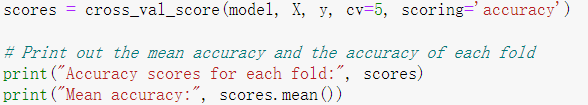 scores = cross_val_score(model, X, y, cv=5, scoring='accuracy')
# Print out the mean accuracy and the accuracy of each fold
print("Accuracy scores for each fold:", scores)
print("Mean accuracy:", scores.mean())